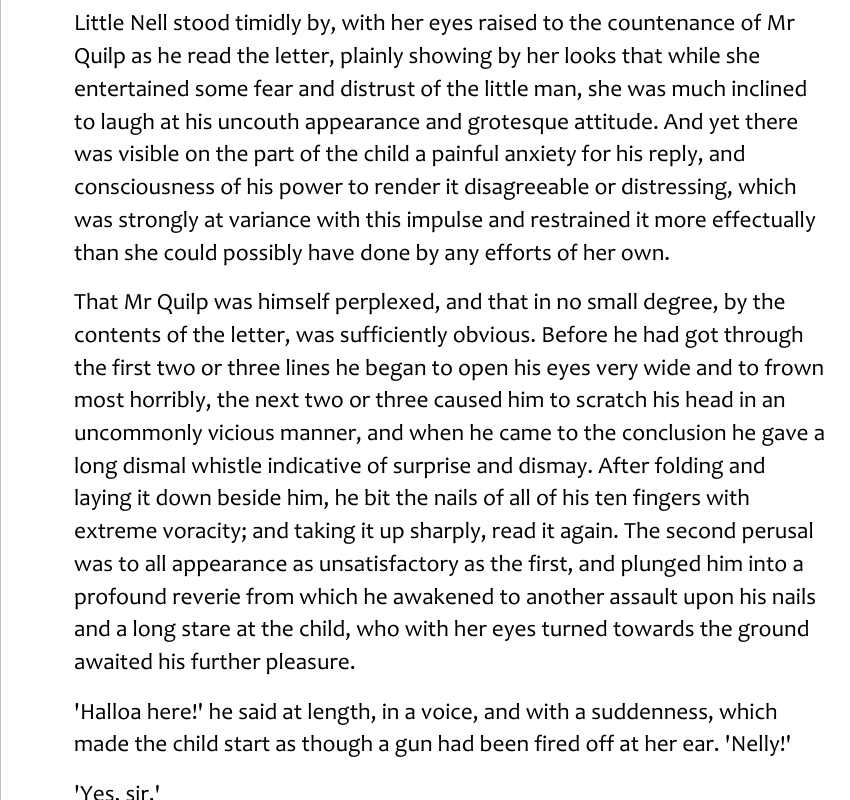 Little Nell stood timidly by, with her eyes raised to the countenance of Mr
Quilp as he read the letter, plainly showing by her looks that while she
entertained some fear and distrust of the little man, she was much inclined
to laugh at his uncouth appearance and grotesque attitude. And yet there
was visible on the part of the child a painful anxiety for his reply, and
consciousness of his power to render it disagreeable or distressing, which
was strongly at variance with this impulse and restrained it more effectually
than she could possibly have done by any efforts of her own.
That Mr Quilp was himself perplexed, and that in no small degree, by the
contents of the letter, was sufficiently obvious. Before he had got through
the first two or three lines he began to open his eyes very wide and to frown
most horribly, the next two or three caused him to scratch his head in an
uncommonly vicious manner, and when he came to the conclusion he gave a
long dismal whistle indicative of surprise and dismay. After folding and
laying it down beside him, he bit the nails of all of his ten fingers with
extreme voracity; and taking it up sharply, read it again. The second perusal
was to all appearance as unsatisfactory as the first, and plunged him into a
profound reverie from which he awakened to another assault upon his nails
and a long stare at the child, who with her eyes turned towards the ground
awaited his further pleasure.
'Halloa here!' he said at length, in a voice, and with a suddenness, which
made the child start as though a gun had been fired off at her ear. 'Nelly!'
'Yes, sir.'